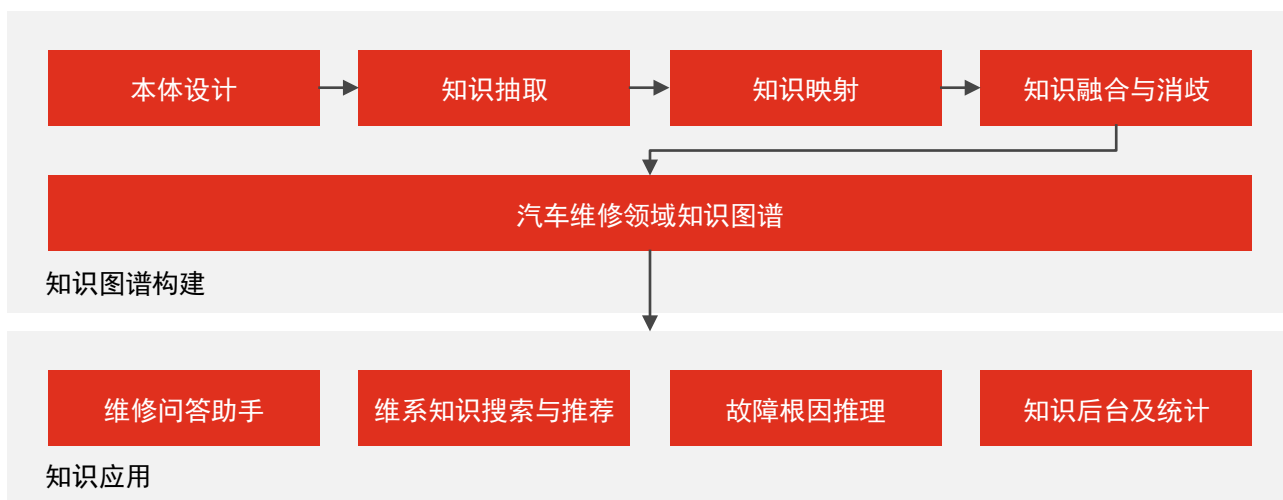 本体设计
知识抽取
知识映射
知识融合与消歧
汽车维修领域知识图谱
知识图谱构建
维修问答助手
维系知识搜索与推荐
故障根因推理
知识后台及统计
知识应用